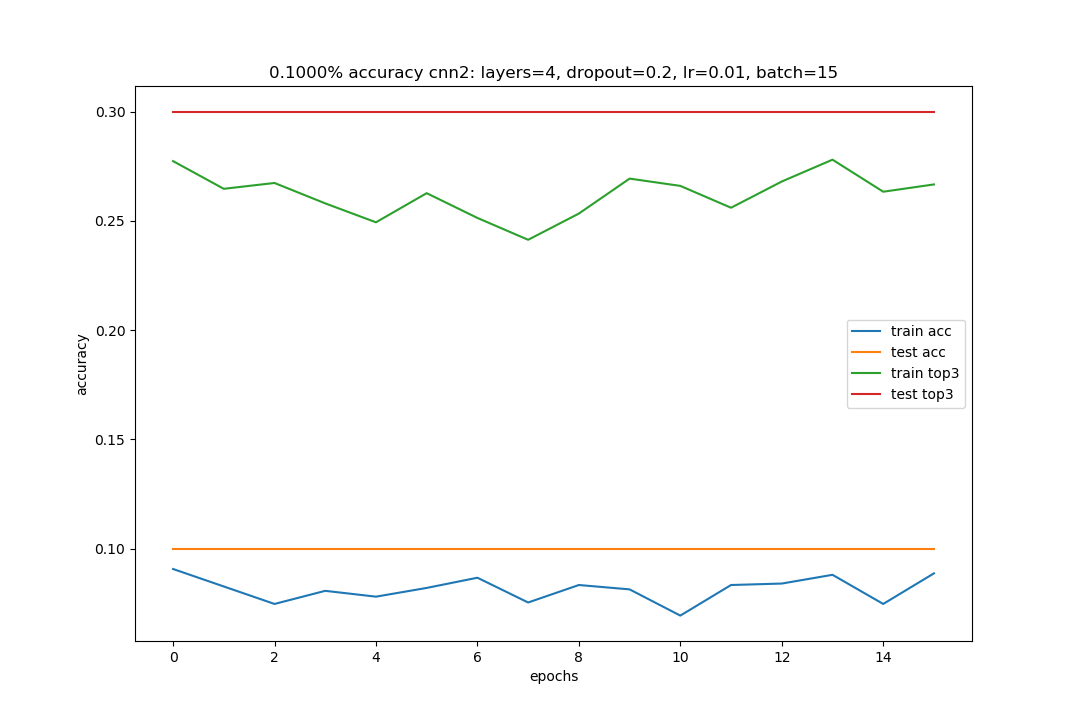 0.1000% accuracy cnn2: layers=4, dropout=0.2, lr=0.01, batch=15
0.30
0.25
0.20
0.15
0.10
accuracy
train acc
test acc
train top3
test top3
0 2 4 6 8 10 12 14
epochs